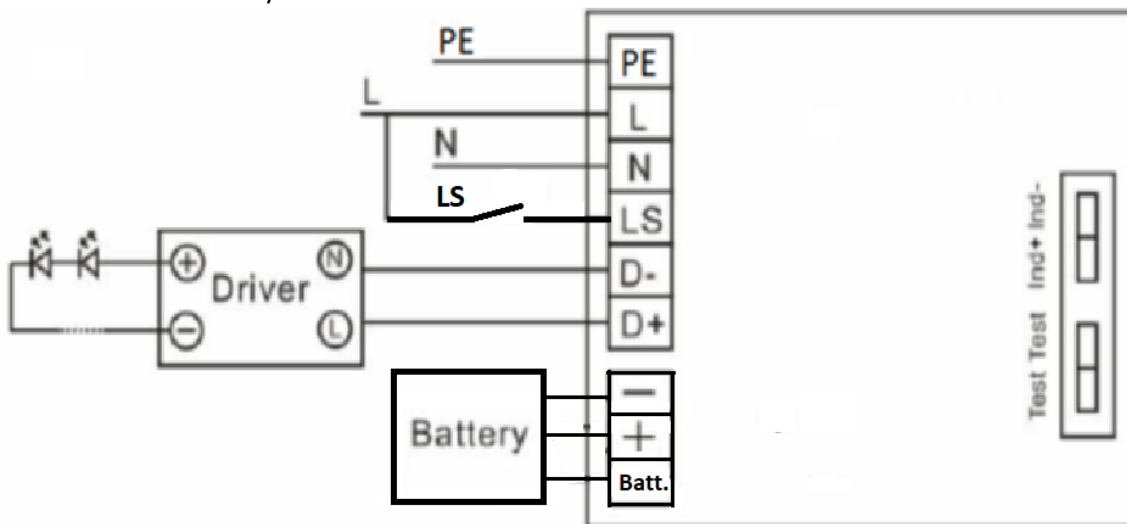 PE
PE
L
L
N
N
LS
LS
+
N
Driver
-
L
D-
D+
-
Battery
+
Batt.
Test Test Ind+ Ind-